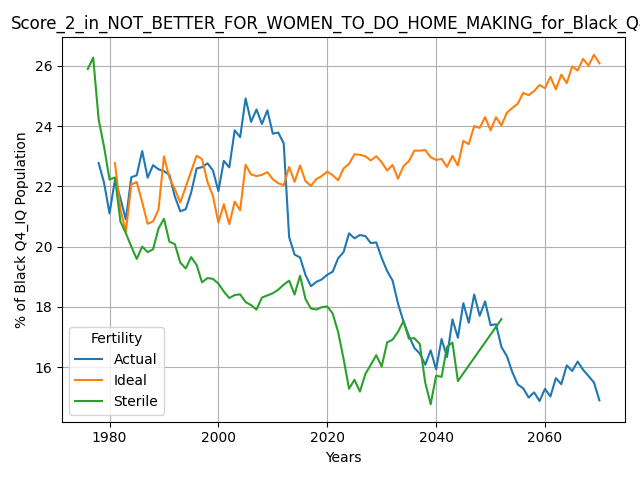 Score_2_in_NOT_BETTER_FOR_WOMEN_TO_DO_HOME_MAKING_for_Black_Q4
% of Black Q4_IQ Population
26
24
22
20
18
16
Fertility
Actual
Ideal
Sterile
1980
2000
2020
2040
2060
Years